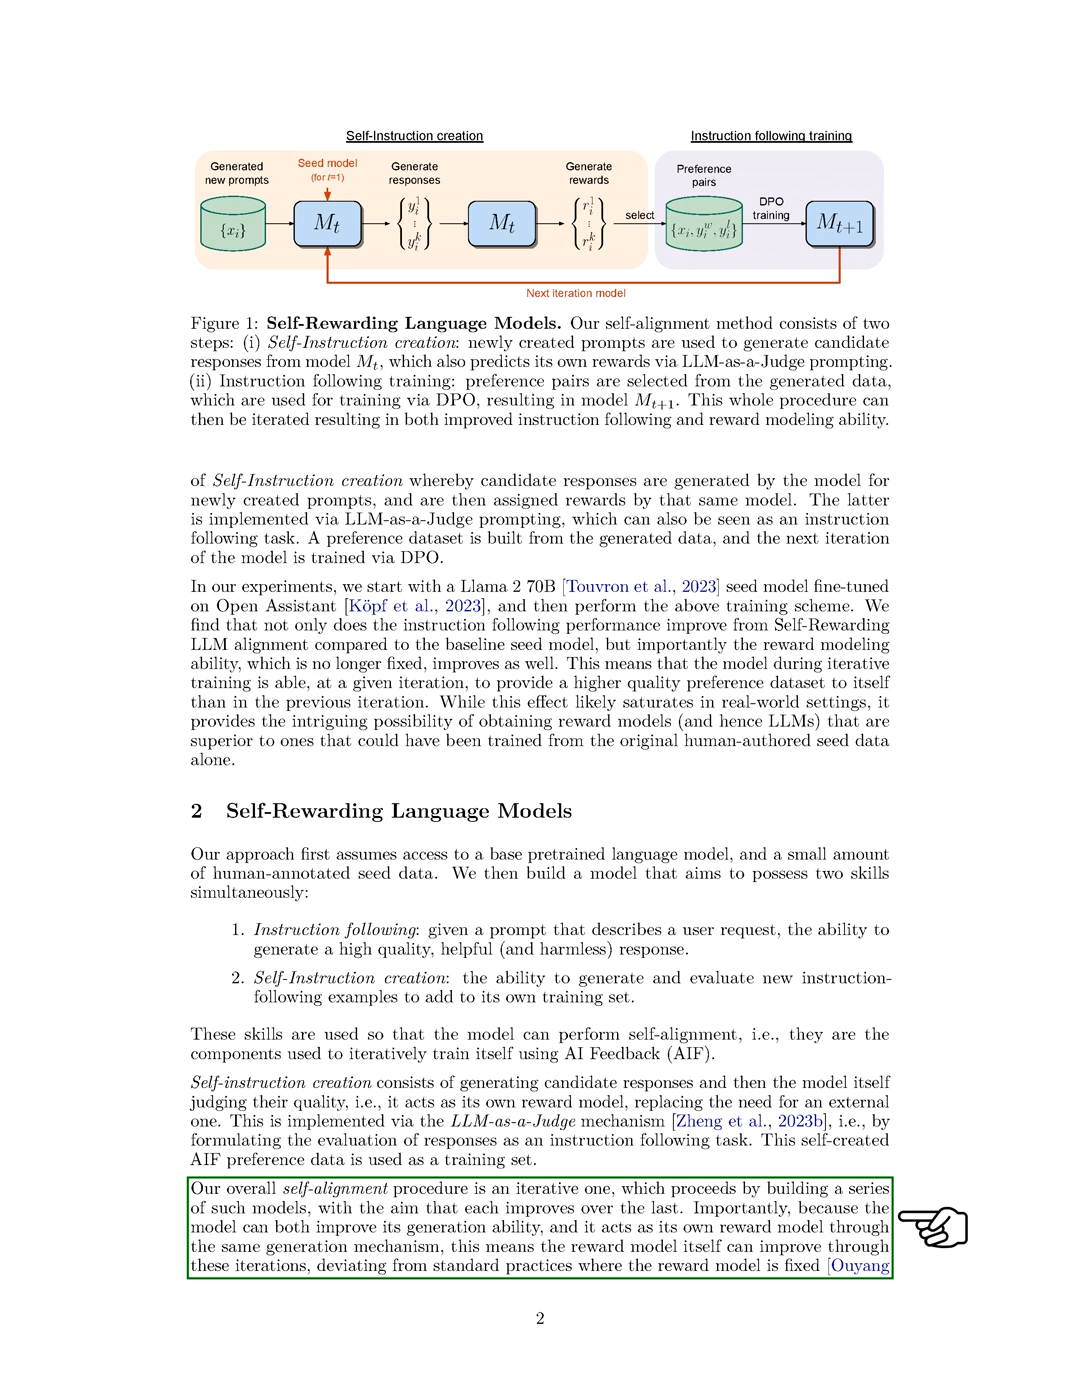 Self-Instruction creation
Instruction following training
Generated new prompts
Seed model
(for t=1)
Generate responses
Generate rewards
Preference pairs
{x_i}
M_t
y_i^1
⋮
y_i^k
M_t
r_i^1
⋮
r_i^k
select
{x_i, y_i^w, y_i^l}
DPO training
M_{t+1}
Next iteration model
Figure 1: Self-Rewarding Language Models. Our self-alignment method consists of two
steps: (i) Self-Instruction creation: newly created prompts are used to generate candidate
responses from model M_t, which also predicts its own rewards via LLM-as-a-Judge prompting.
(ii) Instruction following training: preference pairs are selected from the generated data,
which are used for training via DPO, resulting in model M_{t+1}. This whole procedure can
then be iterated resulting in both improved instruction following and reward modeling ability.
of Self-Instruction creation whereby candidate responses are generated by the model for
newly created prompts, and are then assigned rewards by that same model. The latter
is implemented via LLM-as-a-Judge prompting, which can also be seen as an instruction
following task. A preference dataset is built from the generated data, and the next iteration
of the model is trained via DPO.
In our experiments, we start with a Llama 2 70B [Touvron et al., 2023] seed model fine-tuned
on Open Assistant [Köpf et al., 2023], and then perform the above training scheme. We
find that not only does the instruction following performance improve from Self-Rewarding
LLM alignment compared to the baseline seed model, but importantly the reward modeling
ability, which is no longer fixed, improves as well. This means that the model during iterative
training is able, at a given iteration, to provide a higher quality preference dataset to itself
than in the previous iteration. While this effect likely saturates in real-world settings, it
provides the intriguing possibility of obtaining reward models (and hence LLMs) that are
superior to ones that could have been trained from the original human-authored seed data
alone.
2 Self-Rewarding Language Models
Our approach first assumes access to a base pretrained language model, and a small amount
of human-annotated seed data. We then build a model that aims to possess two skills
simultaneously:
1. Instruction following: given a prompt that describes a user request, the ability to
generate a high quality, helpful (and harmless) response.
2. Self-Instruction creation: the ability to generate and evaluate new instruction-
following examples to add to its own training set.
These skills are used so that the model can perform self-alignment, i.e., they are the
components used to iteratively train itself using AI Feedback (AIF).
Self-instruction creation consists of generating candidate responses and then the model itself
judging their quality, i.e., it acts as its own reward model, replacing the need for an external
one. This is implemented via the LLM-as-a-Judge mechanism [Zheng et al., 2023b], i.e., by
formulating the evaluation of responses as an instruction following task. This self-created
AIF preference data is used as a training set.
Our overall self-alignment procedure is an iterative one, which proceeds by building a series
of such models, with the aim that each improves over the last. Importantly, because the
model can both improve its generation ability, and it acts as its own reward model through
the same generation mechanism, this means the reward model itself can improve through
these iterations, deviating from standard practices where the reward model is fixed [Ouyang
2